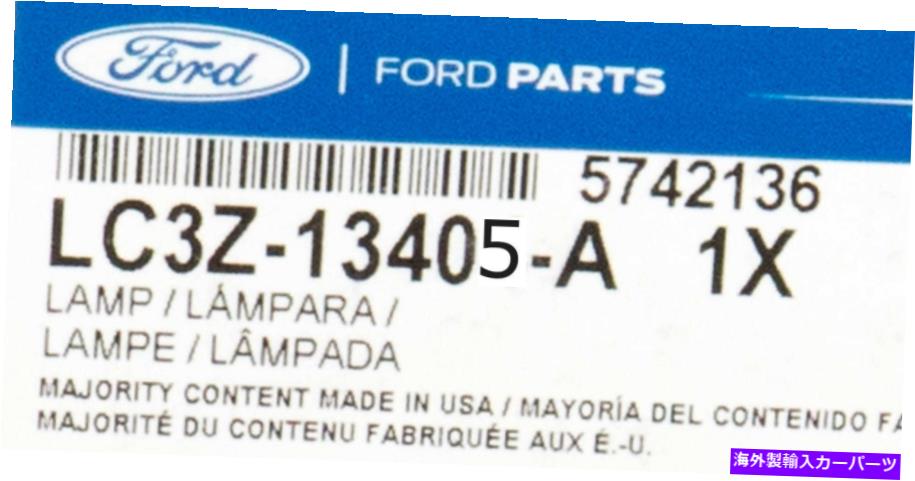 Ford | FORD PARTS
5742136
LC3Z-13405-A 1X
LAMP / LÁMPARA /
LAMPE / LÂMPADA
MAJORITY CONTENT MADE IN USA / MAYORÍA DEL CONTENIDO FA
MAJORITÉ DU CONTENU FABRIQUÉE AUX É.-U.
海外製輸入カーパーツ